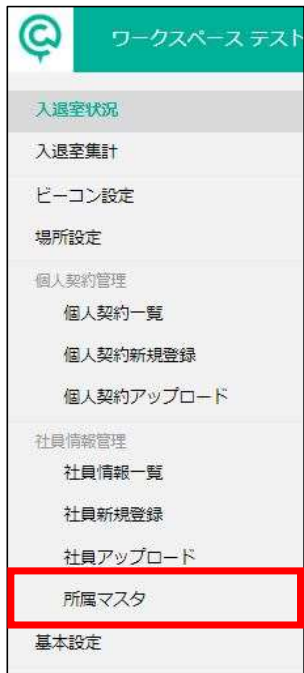 ワークスペース テスト
入退室状況
入退室集計
ビーコン設定
場所設定
個人契約管理
個人契約一覧
個人契約新規登録
個人契約アップロード
社員情報管理
社員情報一覧
社員新規登録
社員アップロード
所属マスタ
基本設定